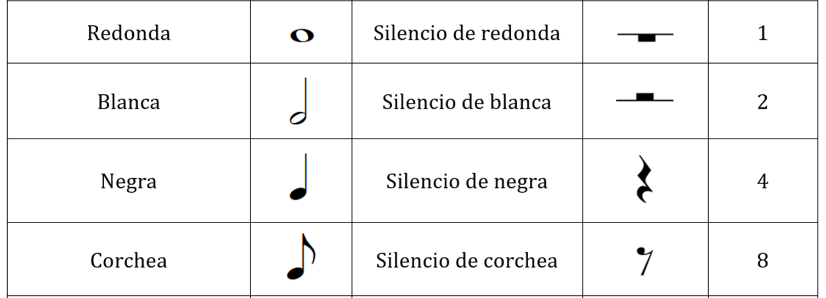 Redonda Silencio de redonda 1
Blanca Silencio de blanca 2
Negra Silencio de negra 4
Corchea Silencio de corchea 8